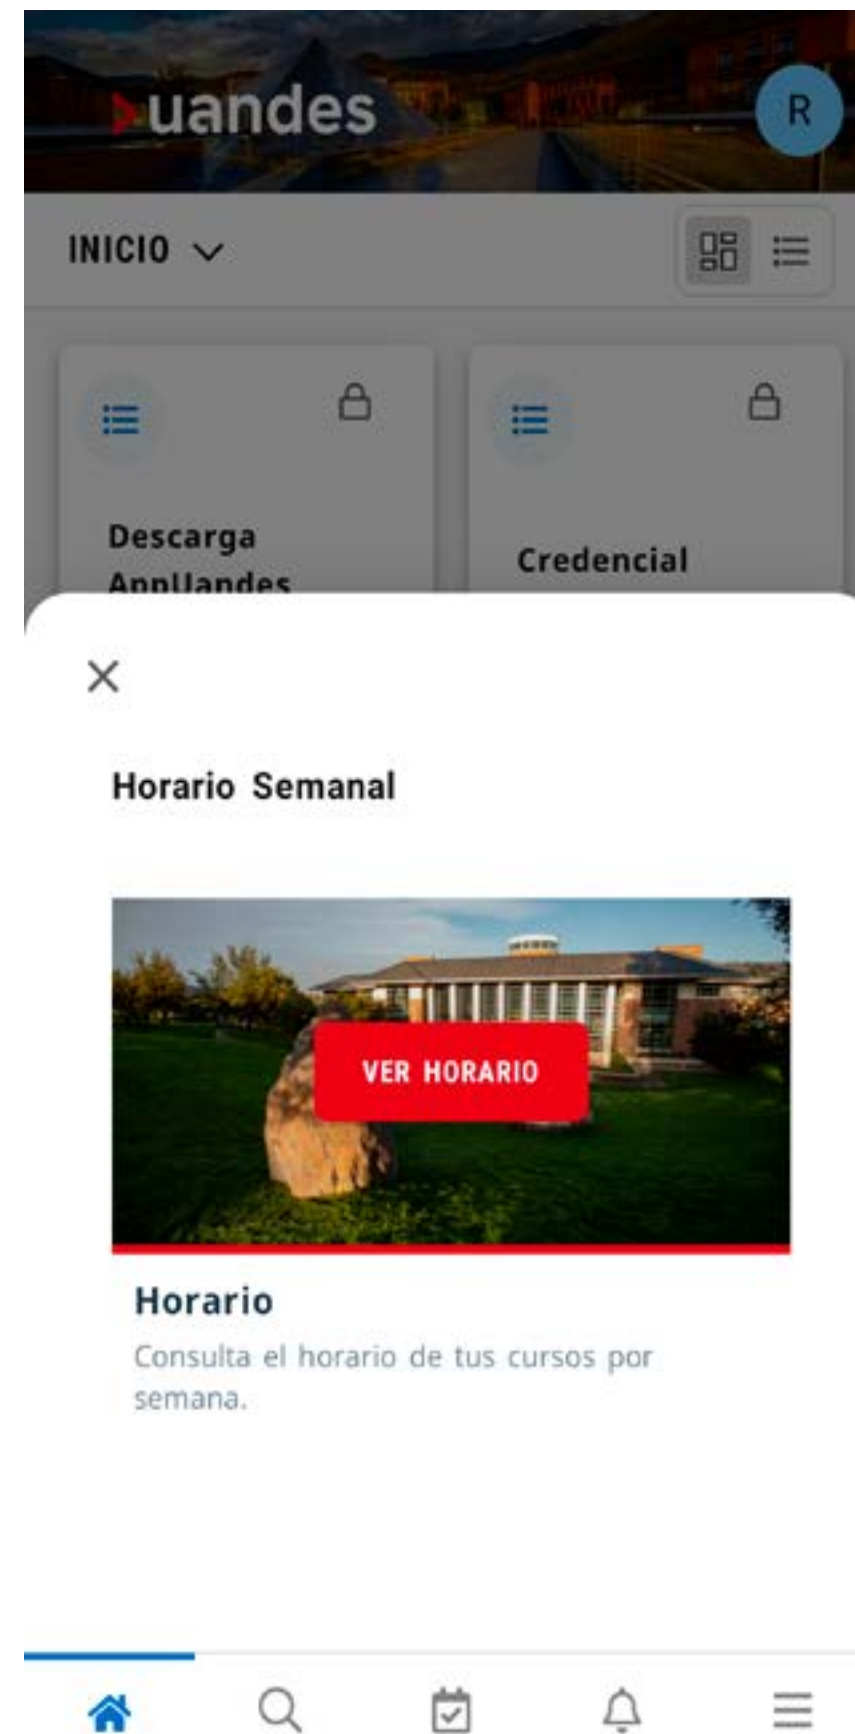 uandes
R
INICIO
Descarga
AppUandes
Credencial
Horario Semanal
VER HORARIO
Horario
Consulta el horario de tus cursos por
semana.